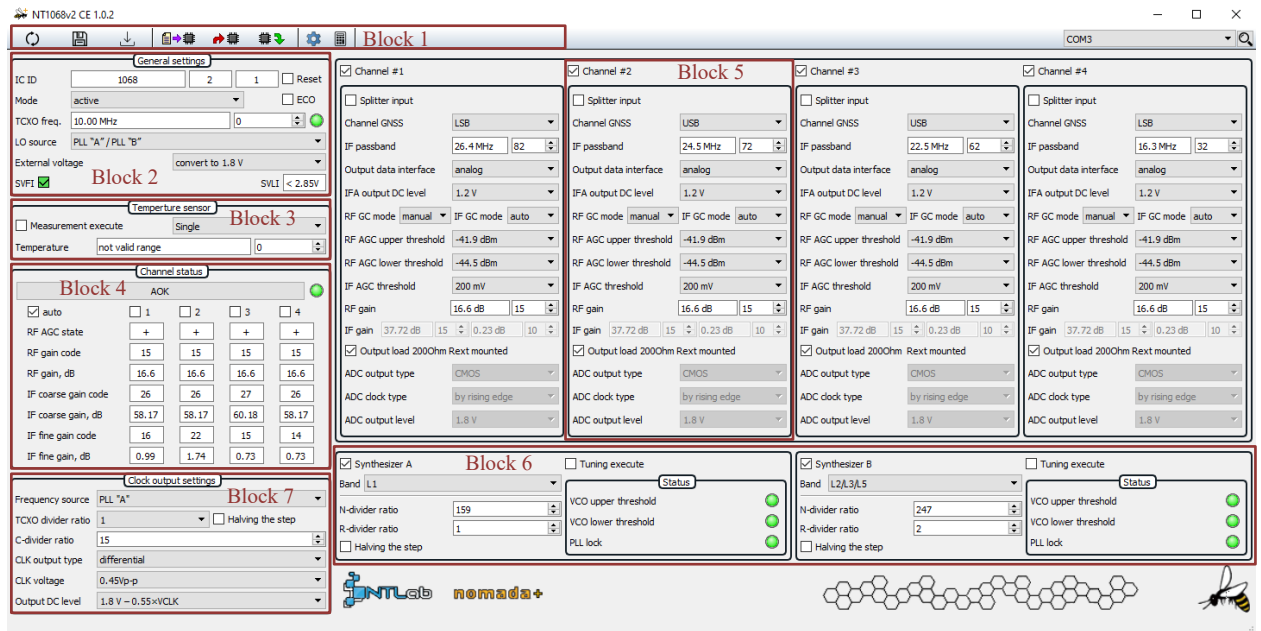 NT1068v2 CE 1.0.2
Block 1
COM3
General settings
IC ID 1068 2 1 Reset
Mode active ECO
TCXO freq. 10.00 MHz 0
LO source PLL "A" / PLL "B"
External voltage convert to 1.8 V
SVFI Block 2 SVLI < 2.85V
Temperture sensor
Block 3
Measurement execute Single
Temperature not valid range 0
Channel status
Block 4
AOK
auto 1 2 3 4
RF AGC state + + + +
RF gain code 15 15 15 15
RF gain, dB 16.6 16.6 16.6 16.6
IF coarse gain code 26 26 27 26
IF coarse gain, dB 58.17 58.17 60.18 58.17
IF fine gain code 16 22 15 14
IF fine gain, dB 0.99 1.74 0.73 0.73
Clock output settings
Block 7
Frequency source PLL "A"
TCXO divider ratio 1 Halving the step
C-divider ratio 15
CLK output type differential
CLK voltage 0.45Vp-p
Output DC level 1.8 V – 0.55×VCLK
Channel #1
Splitter input
Channel GNSS LSB
IF passband 26.4 MHz 82
Output data interface analog
IFA output DC level 1.2 V
RF GC mode manual IF GC mode auto
RF AGC upper threshold -41.9 dBm
RF AGC lower threshold -44.5 dBm
IF AGC threshold 200 mV
RF gain 16.6 dB 15
IF gain 37.72 dB 15 0.23 dB 10
Output load 200Ohm Rext mounted
ADC output type CMOS
ADC clock type by rising edge
ADC output level 1.8 V
Channel #2 Block 5
Splitter input
Channel GNSS USB
IF passband 24.5 MHz 72
Output data interface analog
IFA output DC level 1.2 V
RF GC mode manual IF GC mode auto
RF AGC upper threshold -41.9 dBm
RF AGC lower threshold -44.5 dBm
IF AGC threshold 200 mV
RF gain 16.6 dB 15
IF gain 37.72 dB 15 0.23 dB 10
Output load 200Ohm Rext mounted
ADC output type CMOS
ADC clock type by rising edge
ADC output level 1.8 V
Channel #3
Splitter input
Channel GNSS USB
IF passband 22.5 MHz 62
Output data interface analog
IFA output DC level 1.2 V
RF GC mode manual IF GC mode auto
RF AGC upper threshold -41.9 dBm
RF AGC lower threshold -44.5 dBm
IF AGC threshold 200 mV
RF gain 16.6 dB 15
IF gain 37.72 dB 15 0.23 dB 10
Output load 200Ohm Rext mounted
ADC output type CMOS
ADC clock type by rising edge
ADC output level 1.8 V
Channel #4
Splitter input
Channel GNSS LSB
IF passband 16.3 MHz 32
Output data interface analog
IFA output DC level 1.2 V
RF GC mode manual IF GC mode auto
RF AGC upper threshold -41.9 dBm
RF AGC lower threshold -44.5 dBm
IF AGC threshold 200 mV
RF gain 16.6 dB 15
IF gain 37.72 dB 15 0.23 dB 10
Output load 200Ohm Rext mounted
ADC output type CMOS
ADC clock type by rising edge
ADC output level 1.8 V
Synthesizer A Block 6 Tuning execute
Band L1
Status
N-divider ratio 159
R-divider ratio 1
Halving the step
VCO upper threshold
VCO lower threshold
PLL lock
Synthesizer B Tuning execute
Band L2/L3/L5
Status
N-divider ratio 247
R-divider ratio 2
Halving the step
VCO upper threshold
VCO lower threshold
PLL lock
NTLab nomada+